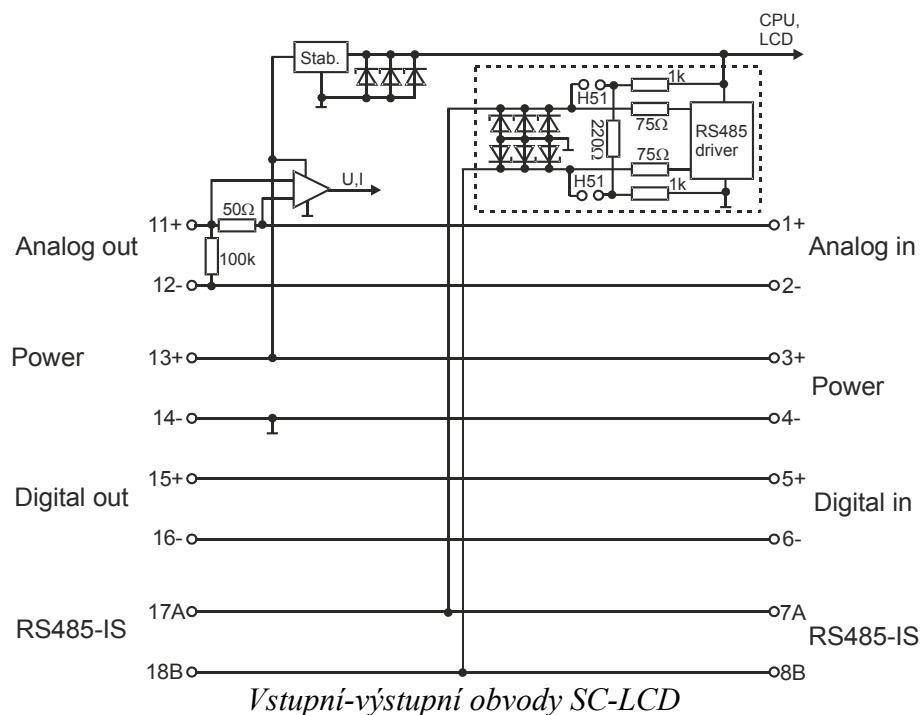 CPU,
LCD
Stab.
H51
1k
75Ω
220Ω
RS485
driver
75Ω
H51
1k
U,I
50Ω
11+
1+
Analog out
Analog in
100k
12-
2-
13+
3+
Power
Power
14-
4-
15+
5+
Digital out
Digital in
16-
6-
17A
7A
RS485-IS
RS485-IS
18B
8B
Vstupní-výstupní obvody SC-LCD